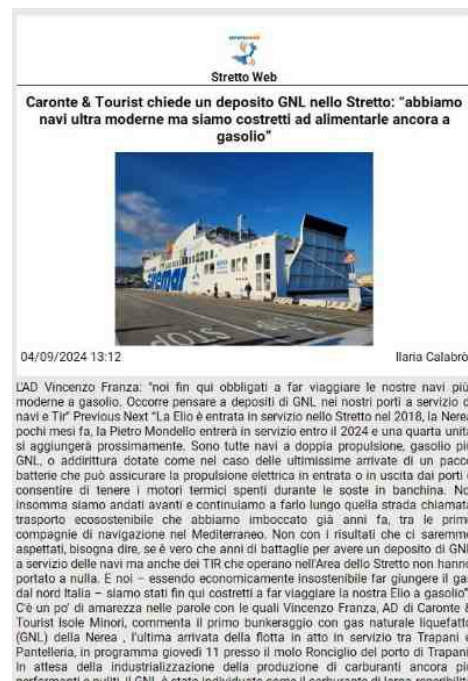 Stretto Web
Caronte & Tourist chiede un deposito GNL nello Stretto: “abbiamo
navi ultra moderne ma siamo costretti ad alimentarle ancora a
gasolio”
siremar
STOP
04/09/2024 13:12
Ilaria Calabrò
L'AD Vincenzo Franza: "noi fin qui obbligati a far viaggiare le nostre navi più
moderne a gasolio. Occorre pensare a depositi di GNL nei nostri porti a servizio di
navi e Tir" Previous Next "La Elio è entrata in servizio nello Stretto nel 2018, la Nerea
pochi mesi fa, la Pietro Mondello entrerà in servizio entro il 2024 e una quarta unità
si aggiungerà prossimamente. Sono tutte navi a doppia propulsione, gasolio più
GNL, o addirittura dotate come nel caso delle ultimissime arrivate di un pacco
batterie che può assicurare la propulsione elettrica in entrata o in uscita dai porti
consentire di tenere i motori termici spenti durante le soste in banchina. Noi
insomma siamo andati avanti e continuiamo a farlo lungo quella strada chiamata
trasporto ecosostenibile che abbiamo imboccato già anni fa, tra le prime
compagnie di navigazione nel Mediterraneo. Non con i risultati che ci saremmo
aspettati, bisogna dire, se è vero che anni di battaglie per avere un deposito di GNL
a servizio delle navi ma anche dei TIR che operano nell'Area dello Stretto non hanno
portato a nulla. E noi – essendo economicamente insostenibile far giungere il gas
dal nord Italia – siamo stati fin qui costretti a far viaggiare la nostra Elio a gasolio"
C'è un po' di amarezza nelle parole con le quali Vincenzo Franza, AD di Caronte &
Tourist Isole Minori, commenta il primo bunkeraggio con gas naturale liquefatto
(GNL) della Nerea , l'ultima arrivata della flotta in atto in servizio tra Trapani e
Pantelleria, in programma giovedì 11 presso il molo Ronciglio del porto di Trapani
In attesa della industrializzazione della produzione di carburanti ancora più
performanti e puliti, il GNL è stato individuato come il carburante di larga reperibilità